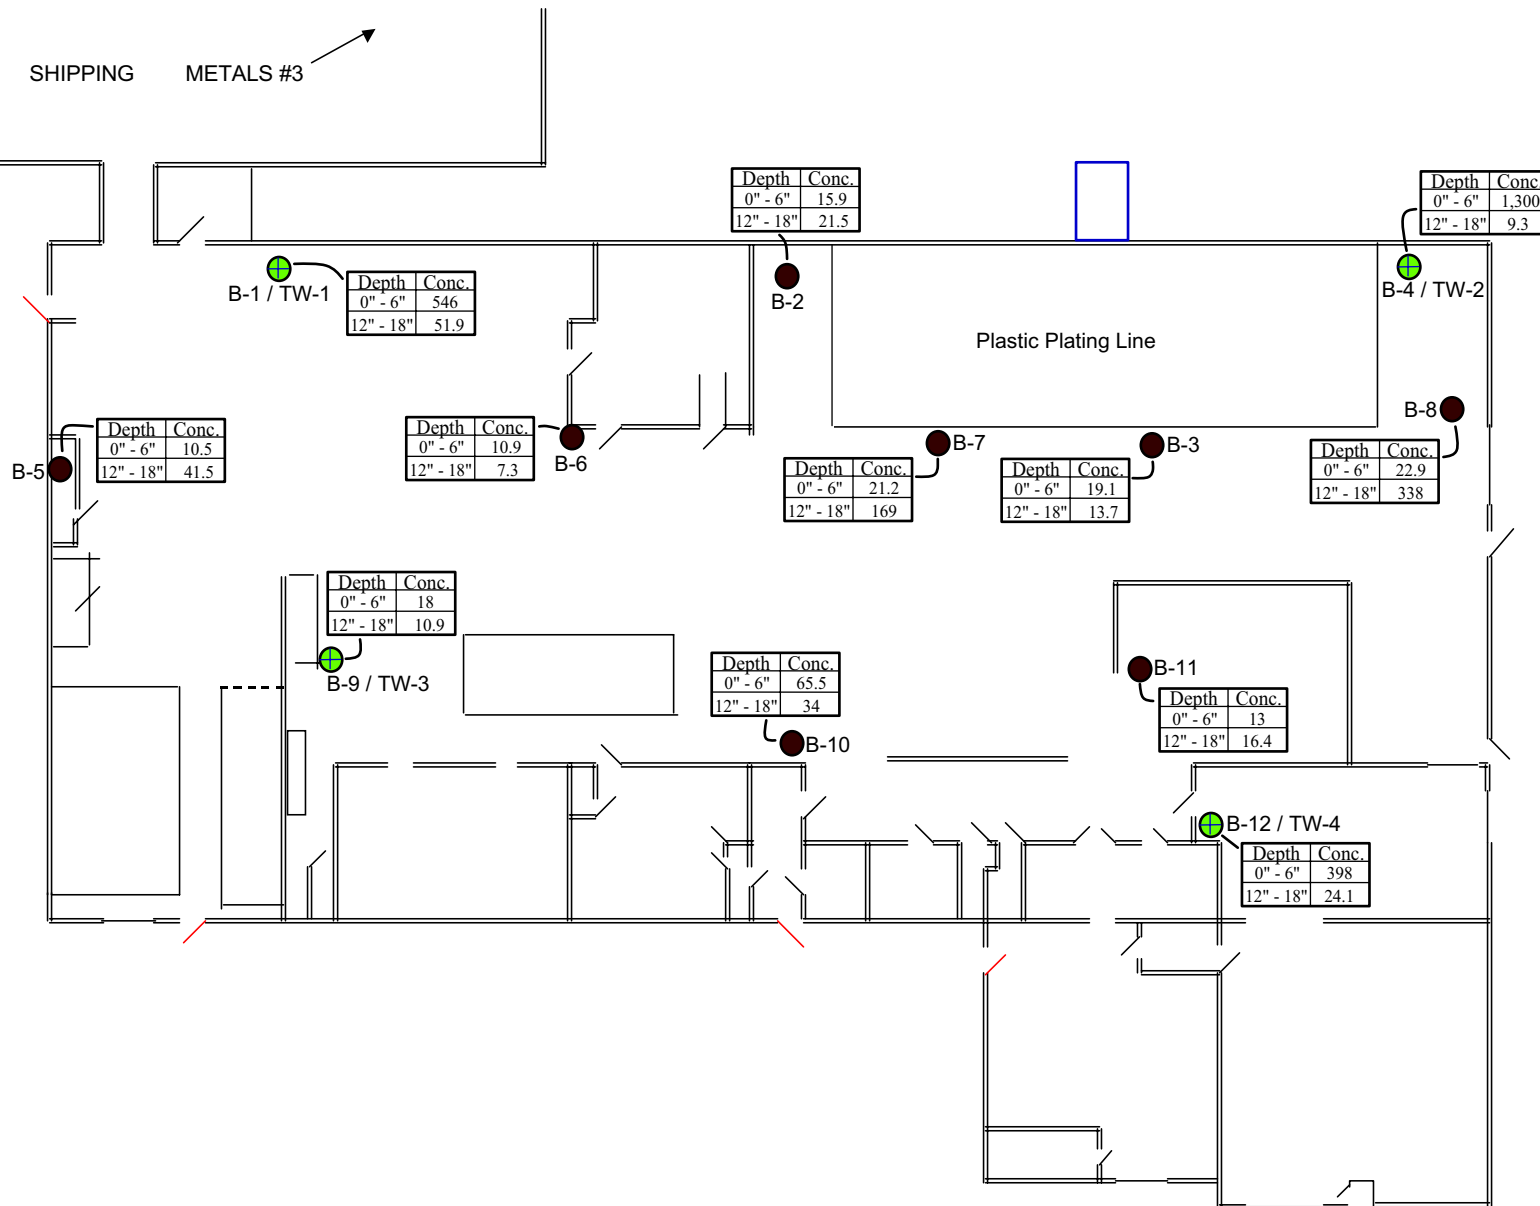 SHIPPING METALS #3
Depth Conc.
0" - 6" 15.9
12" - 18" 21.5
B-2
Depth Conc.
0" - 6" 1,300
12" - 18" 9.3
B-4 / TW-2
B-1 / TW-1
Depth Conc.
0" - 6" 546
12" - 18" 51.9
Plastic Plating Line
Depth Conc.
0" - 6" 10.5
12" - 18" 41.5
B-5
Depth Conc.
0" - 6" 10.9
12" - 18" 7.3
B-6
B-7
Depth Conc.
0" - 6" 21.2
12" - 18" 169
B-3
Depth Conc.
0" - 6" 19.1
12" - 18" 13.7
B-8
Depth Conc.
0" - 6" 22.9
12" - 18" 338
Depth Conc.
0" - 6" 18
12" - 18" 10.9
B-9 / TW-3
Depth Conc.
0" - 6" 65.5
12" - 18" 34
B-10
B-11
Depth Conc.
0" - 6" 13
12" - 18" 16.4
B-12 / TW-4
Depth Conc.
0" - 6" 398
12" - 18" 24.1